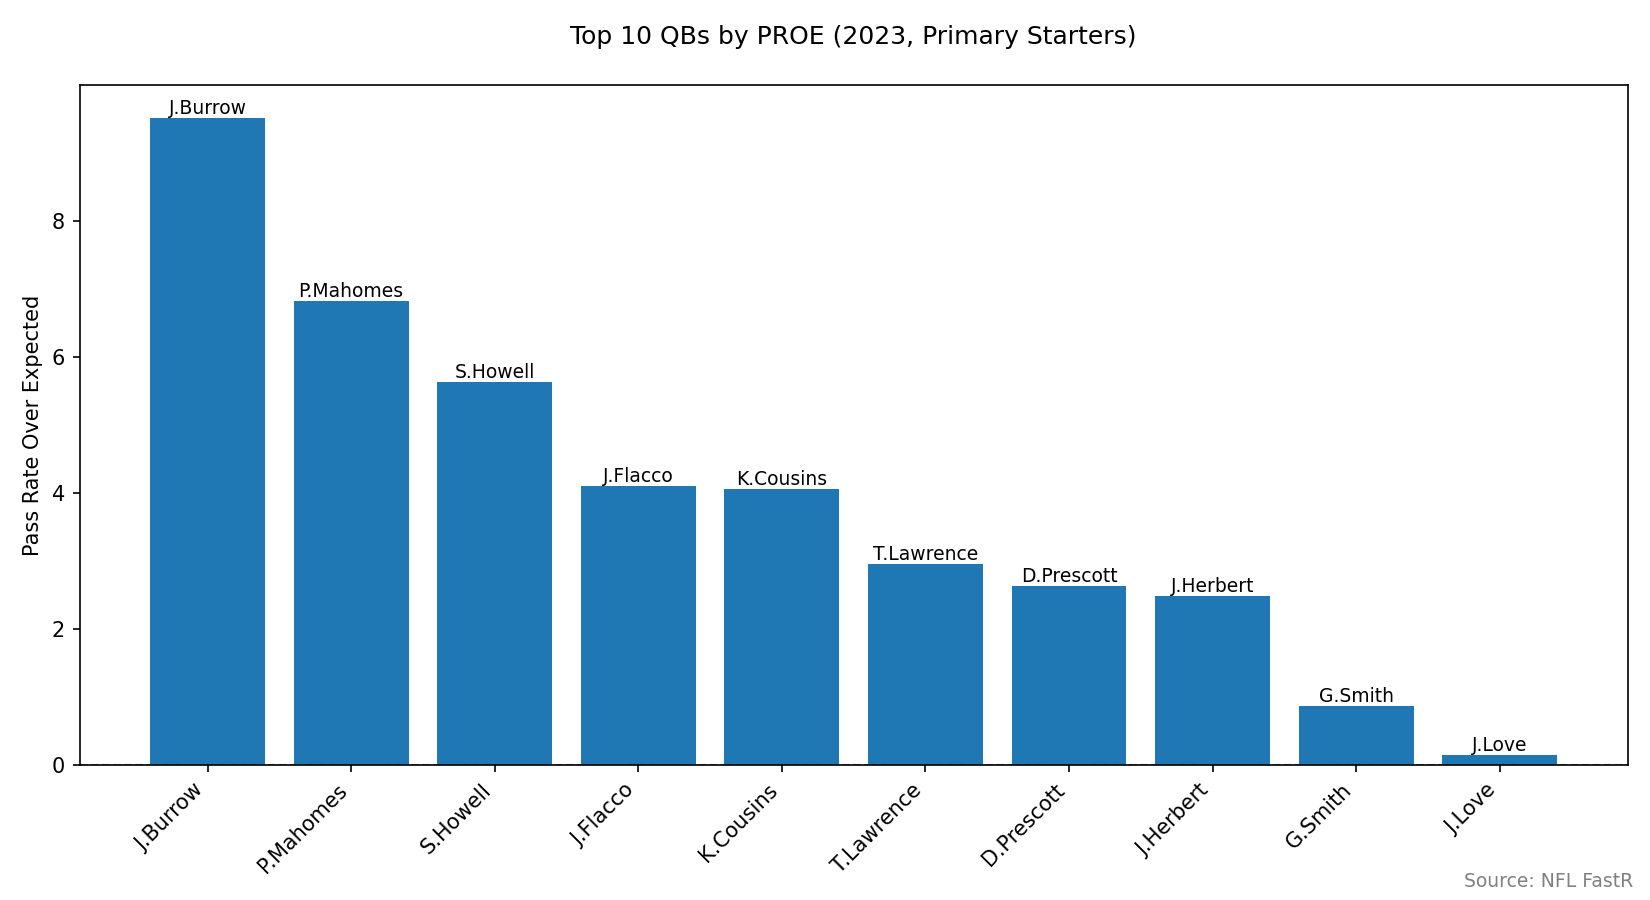 Top 10 QBs by PROE (2023, Primary Starters)
Pass Rate Over Expected
8
6
4
2
0
J.Burrow
P.Mahomes
S.Howell
J.Flacco
K.Cousins
T.Lawrence
D.Prescott
J.Herbert
G.Smith
J.Love
J.Burrow
P.Mahomes
S.Howell
J.Flacco
K.Cousins
T.Lawrence
D.Prescott
J.Herbert
G.Smith
J.Love
Source: NFL FastR